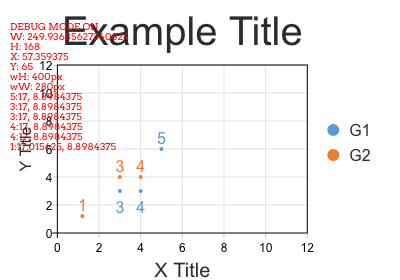 DEBUG MODE ON
Example Title
H: 168
X: 57.359375
Y: 65
wH: 400px
wW: 280px
5:17, 8.8984375
3:17, 8.8984375
3:17, 8.8984375
4:17, 8.8984375
4:17, 8.8984375
1:17.015625, 8.8984375
12
10
8
6
4
2
0
Y Title
5
3 4
3 4
1
0 2 4 6 8 10 12
X Title
G1
G2